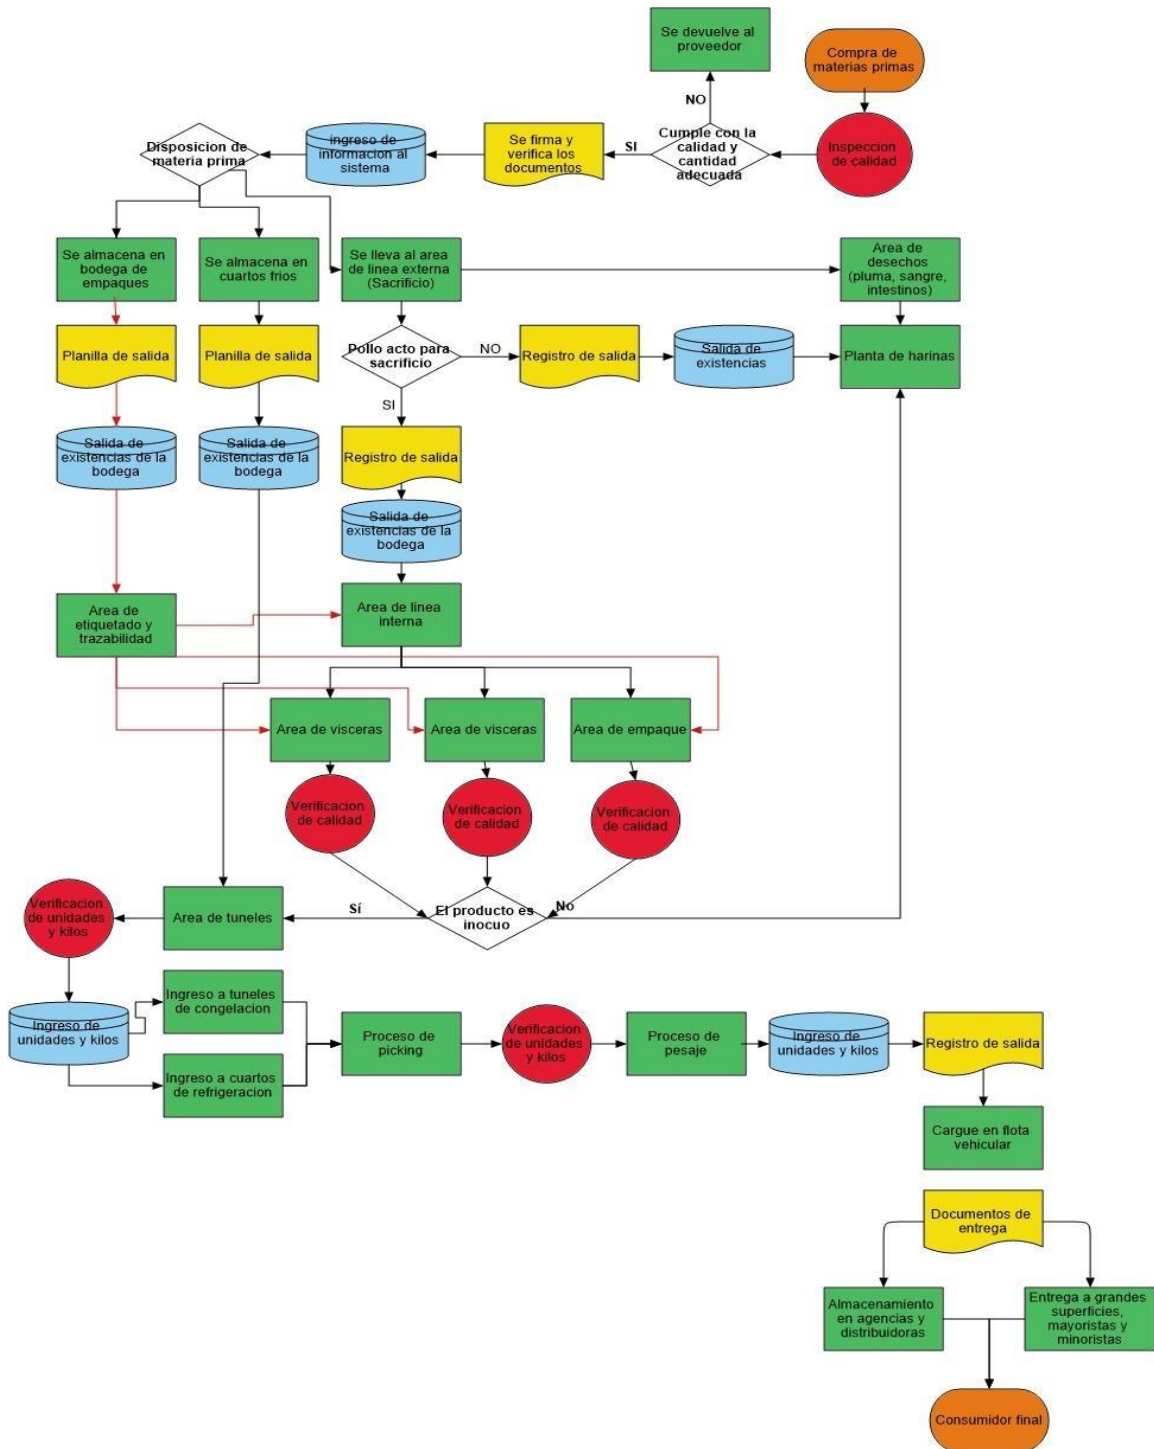 Se devuelve al
proveedor
Compra de
materias primas
NO
Cumple con la
calidad y
cantidad
adecuada
Inspeccion
de calidad
SI
Se firma y
verifica los
documentos
ingreso de
informacion al
sistema
Disposicion de
materia prima
Se almacena en
bodega de
empaques
Se almacena en
cuartos frios
Se lleva al area
de linea externa
(Sacrificio)
Area de
desechos
(pluma, sangre,
intestinos)
Planilla de salida
Planilla de salida
Pollo acto para
sacrificio
NO
Registro de salida
Salida de
existencias
Planta de harinas
SI
Salida de
existencias de la
bodega
Salida de
existencias de la
bodega
Registro de salida
Salida de
existencias de la
bodega
Area de
etiquetado y
trazabilidad
Area de linea
interna
Area de visceras
Area de visceras
Area de empaque
Verificacion
de calidad
Verificacion
de calidad
Verificacion
de calidad
Verificacion
de unidades
y kilos
Area de tuneles
Sí
El producto es
inocuo
No
Ingreso de
unidades y kilos
Ingreso a tuneles
de congelacion
Ingreso a cuartos
de refrigeracion
Proceso de
picking
Verificacion
de unidades
y kilos
Proceso de
pesaje
Ingreso de
unidades y kilos
Registro de salida
Cargue en flota
vehicular
Documentos de
entrega
Almacenamiento
en agencias y
distribuidoras
Entrega a grandes
superficies,
mayoristas y
minoristas
Consumidor final